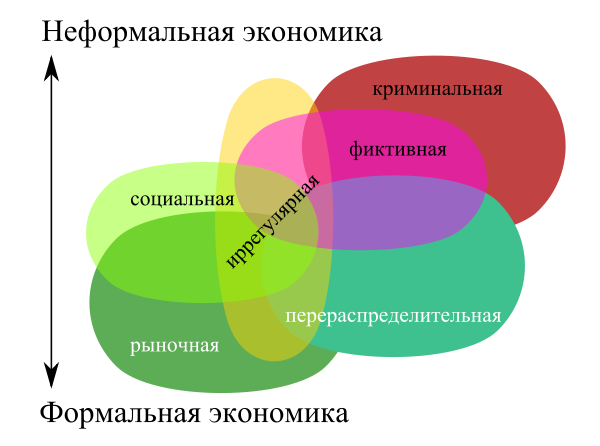 Неформальная экономика
криминальная
фиктивная
социальная
иррегулярная
перераспределительная
рыночная
Формальная экономика